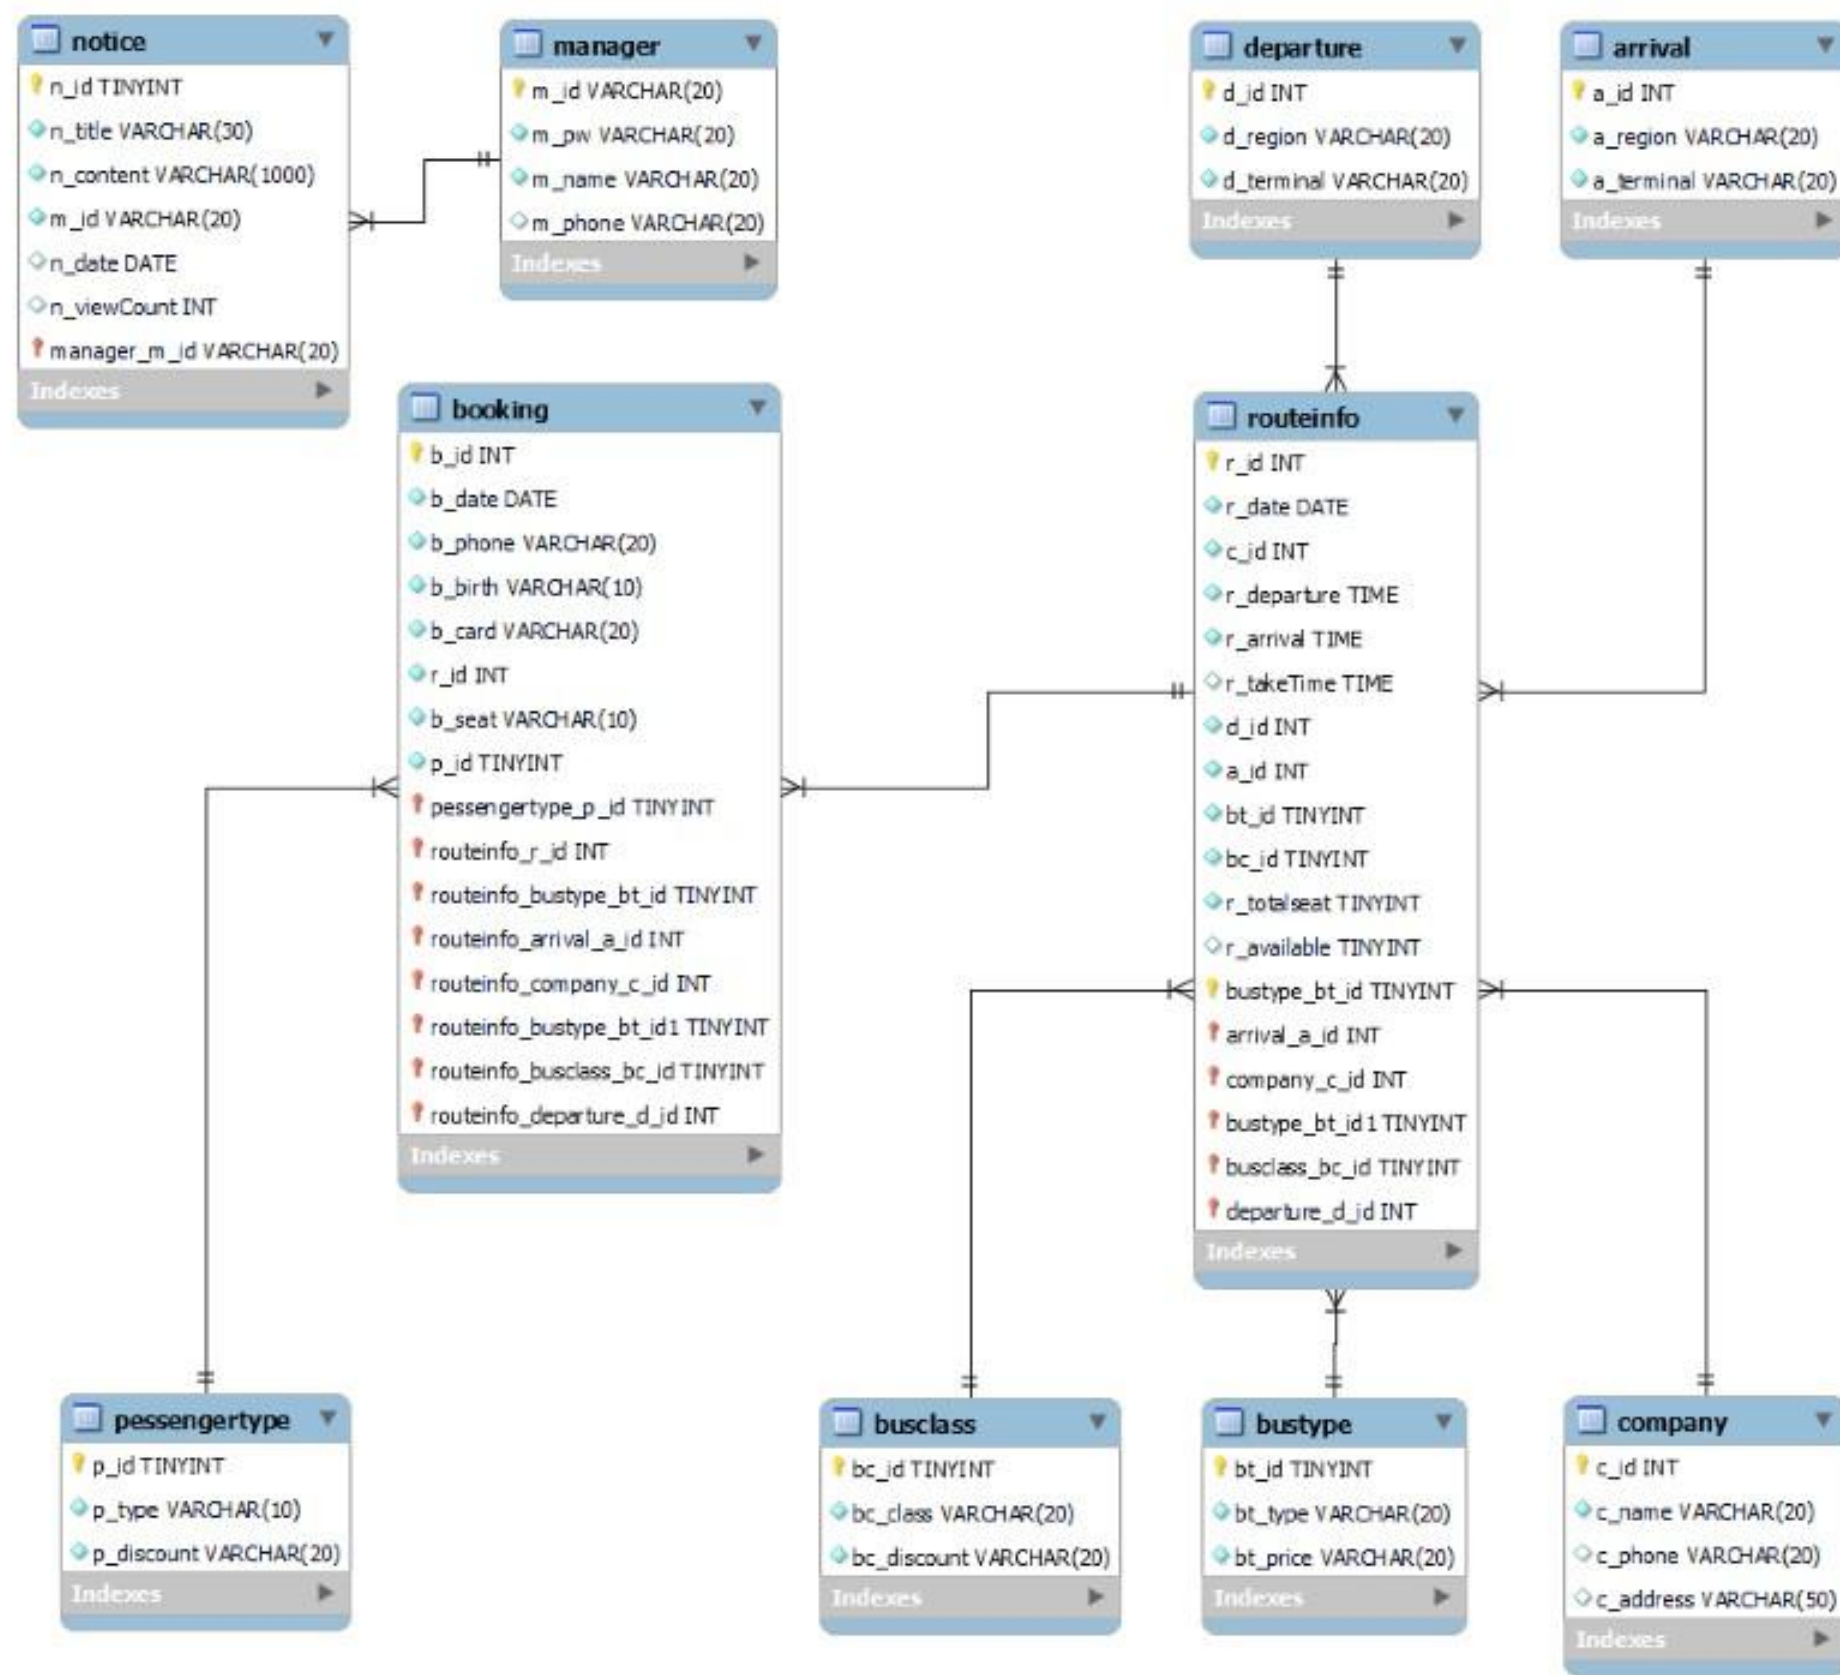 notice
n_id TINYINT
n_title VARCHAR(30)
n_content VARCHAR(1000)
m_id VARCHAR(20)
n_date DATE
n_viewCount INT
manager_m_id VARCHAR(20)
Indexes
manager
m_id VARCHAR(20)
m_pw VARCHAR(20)
m_name VARCHAR(20)
m_phone VARCHAR(20)
Indexes
departure
d_id INT
d_region VARCHAR(20)
d_terminal VARCHAR(20)
Indexes
arrival
a_id INT
a_region VARCHAR(20)
a_terminal VARCHAR(20)
Indexes
booking
b_id INT
b_date DATE
b_phone VARCHAR(20)
b_birth VARCHAR(10)
b_card VARCHAR(20)
r_id INT
b_seat VARCHAR(10)
p_id TINYINT
pessengertype_p_id TINYINT
routeinfo_r_id INT
routeinfo_bustype_bt_id TINYINT
routeinfo_arrival_a_id INT
routeinfo_company_c_id INT
routeinfo_bustype_bt_id1 TINYINT
routeinfo_busclass_bc_id TINYINT
routeinfo_departure_d_id INT
Indexes
routeinfo
r_id INT
r_date DATE
c_id INT
r_departure TIME
r_arrival TIME
r_takeTime TIME
d_id INT
a_id INT
bt_id TINYINT
bc_id TINYINT
r_totalseat TINYINT
r_available TINYINT
bustype_bt_id TINYINT
arrival_a_id INT
company_c_id INT
bustype_bt_id1 TINYINT
busclass_bc_id TINYINT
departure_d_id INT
Indexes
pessengertype
p_id TINYINT
p_type VARCHAR(10)
p_discount VARCHAR(20)
Indexes
busclass
bc_id TINYINT
bc_class VARCHAR(20)
bc_discount VARCHAR(20)
Indexes
bustype
bt_id TINYINT
bt_type VARCHAR(20)
bt_price VARCHAR(20)
Indexes
company
c_id INT
c_name VARCHAR(20)
c_phone VARCHAR(20)
c_address VARCHAR(50)
Indexes